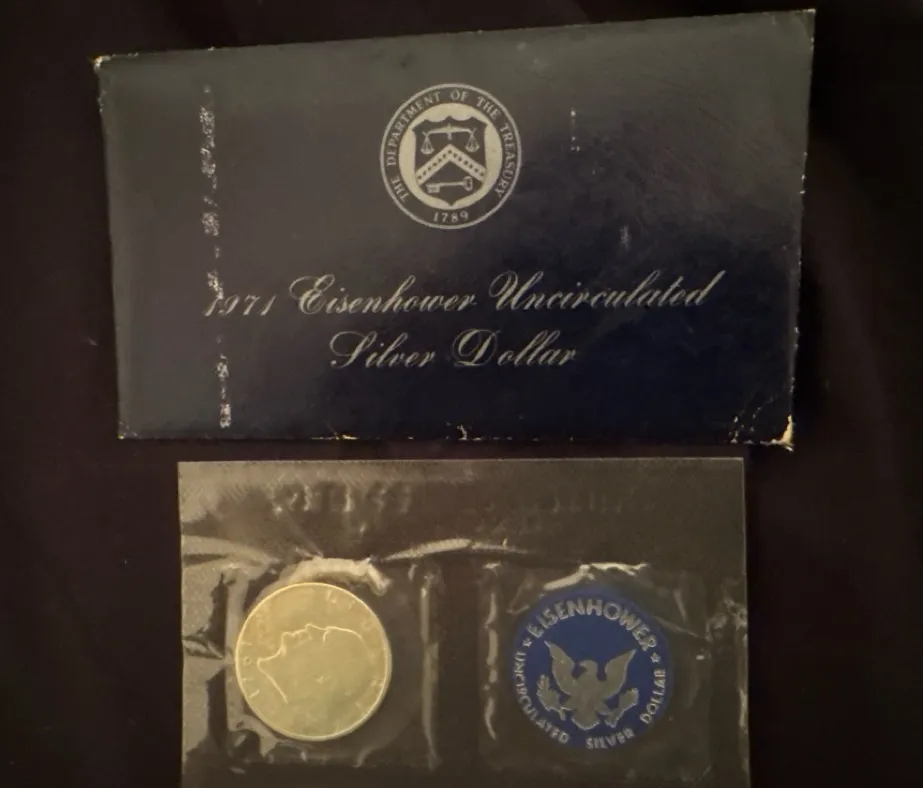 THE DEPARTMENT OF THE TREASURY
1789
1971 Eisenhower Uncirculated
Silver Dollar
EISENHOWER
UNCIRCULATED SILVER DOLLAR